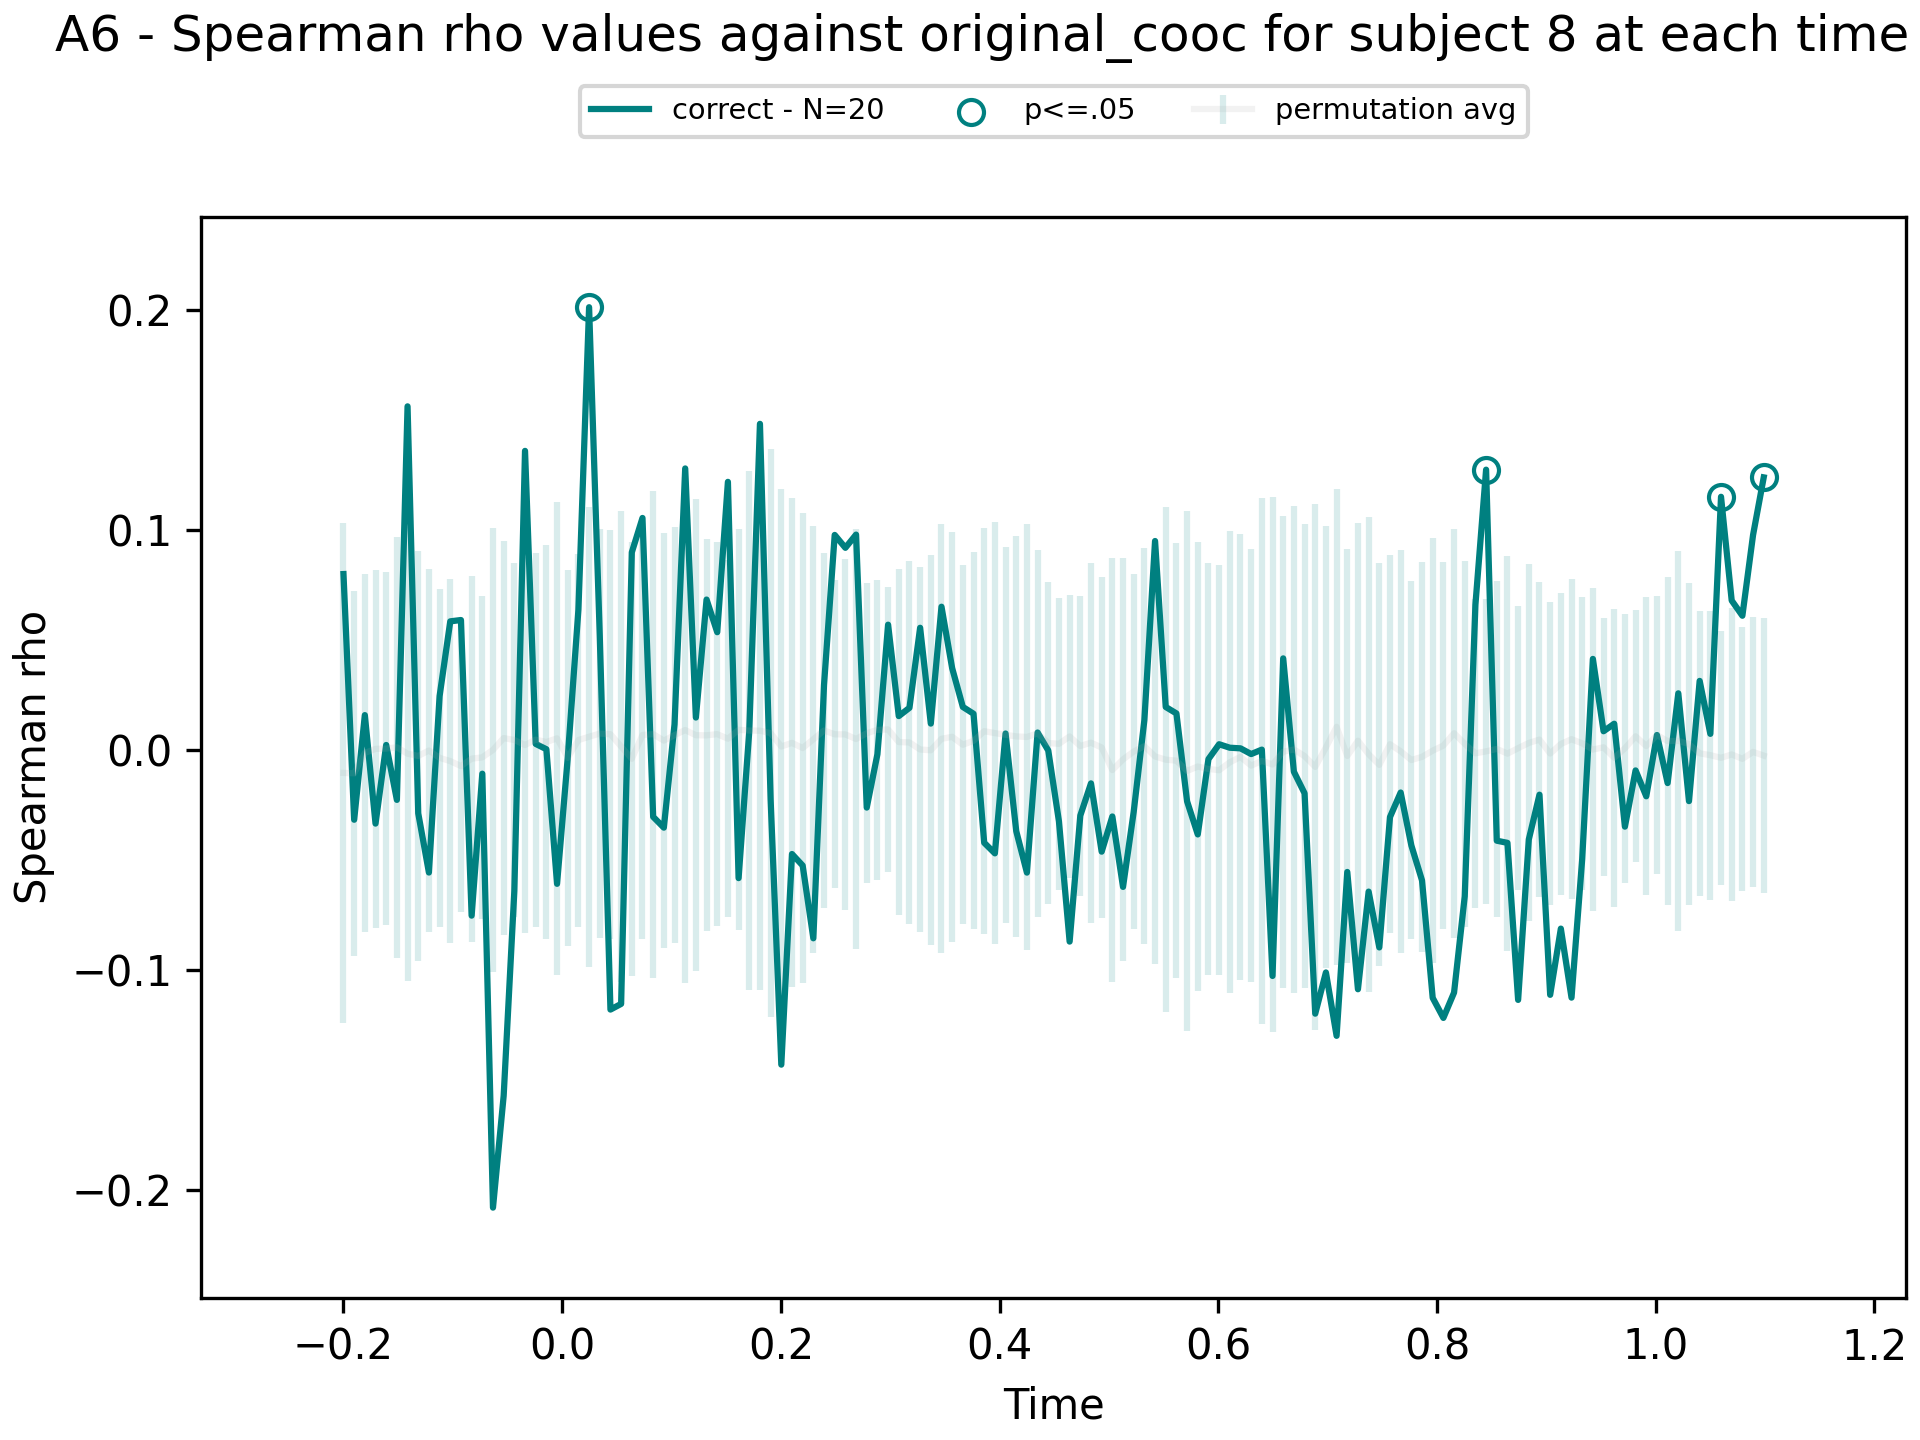 A6 - Spearman rho values against original_cooc for subject 8 at each time
correct - N=20 p<=.05 permutation avg
Spearman rho
0.2
0.1
0.0
−0.1
−0.2
−0.2 0.0 0.2 0.4 0.6 0.8 1.0 1.2
Time